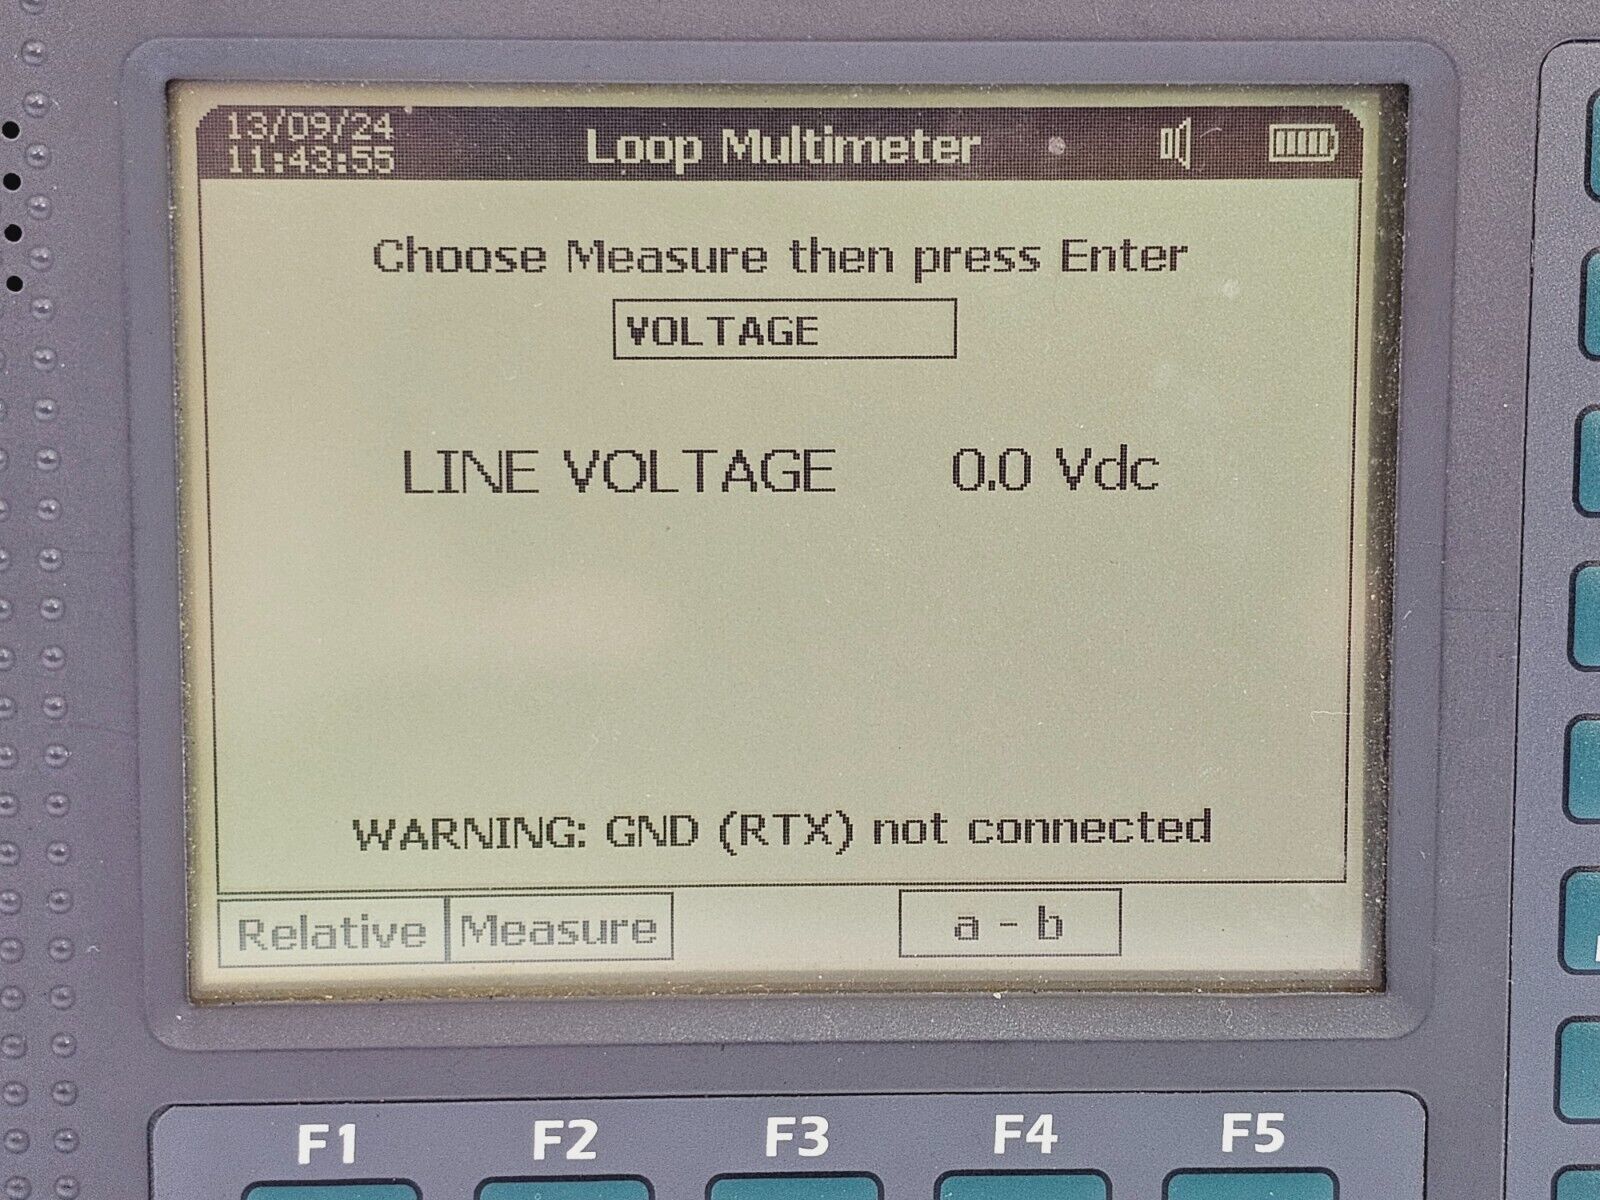 13/09/24
11:43:55
Loop Multimeter
Choose Measure then press Enter
VOLTAGE
LINE VOLTAGE 0.0 Vdc
WARNING: GND (RTX) not connected
Relative Measure a - b
F1 F2 F3 F4 F5